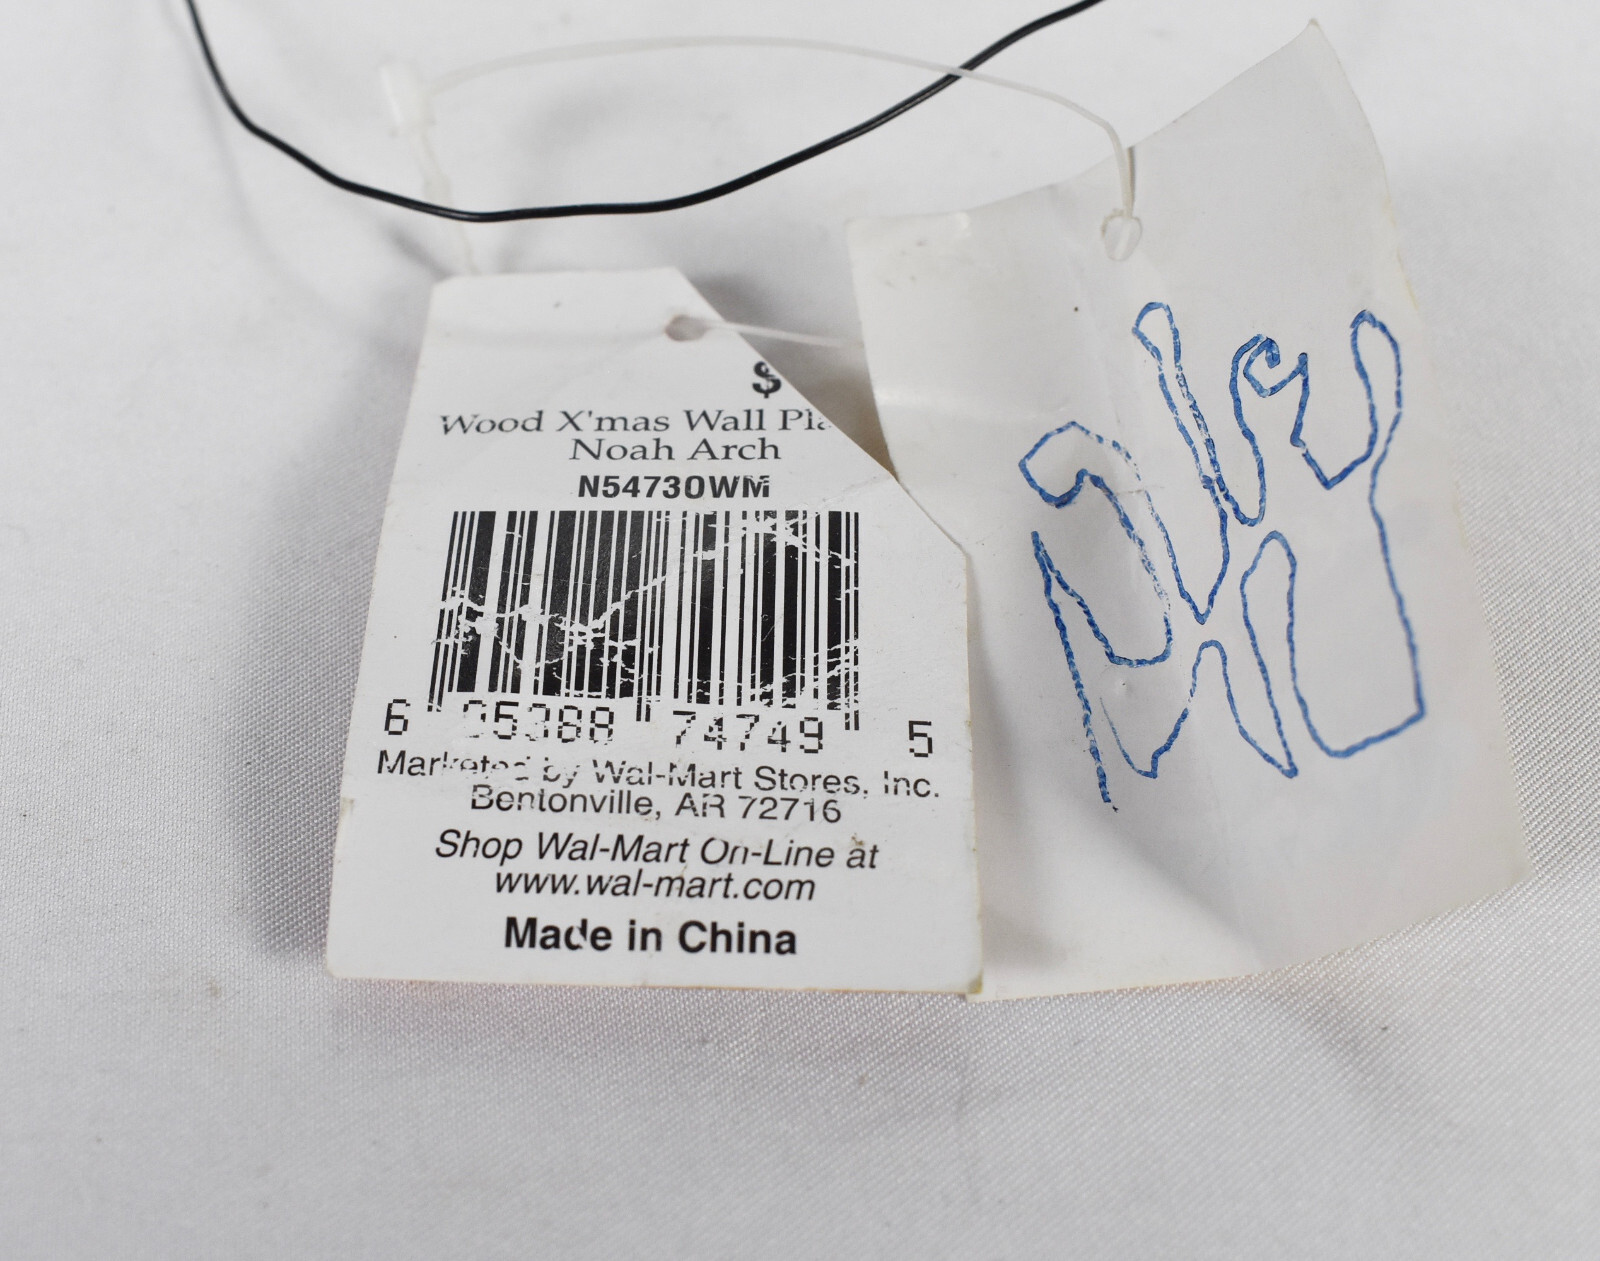 $
Wood X'mas Wall Pla
Noah Arch
N54730WM
6 95388 74749 5
Marketed by Wal-Mart Stores, Inc.
Bentonville, AR 72716
Shop Wal-Mart On-Line at
www.wal-mart.com
Made in China